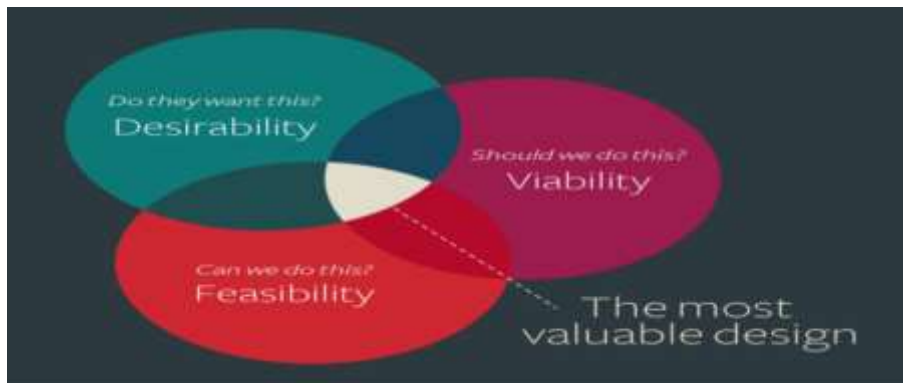 Do they want this?
Desirability
Should we do this?
Viability
Can we do this?
Feasibility
The most
valuable design